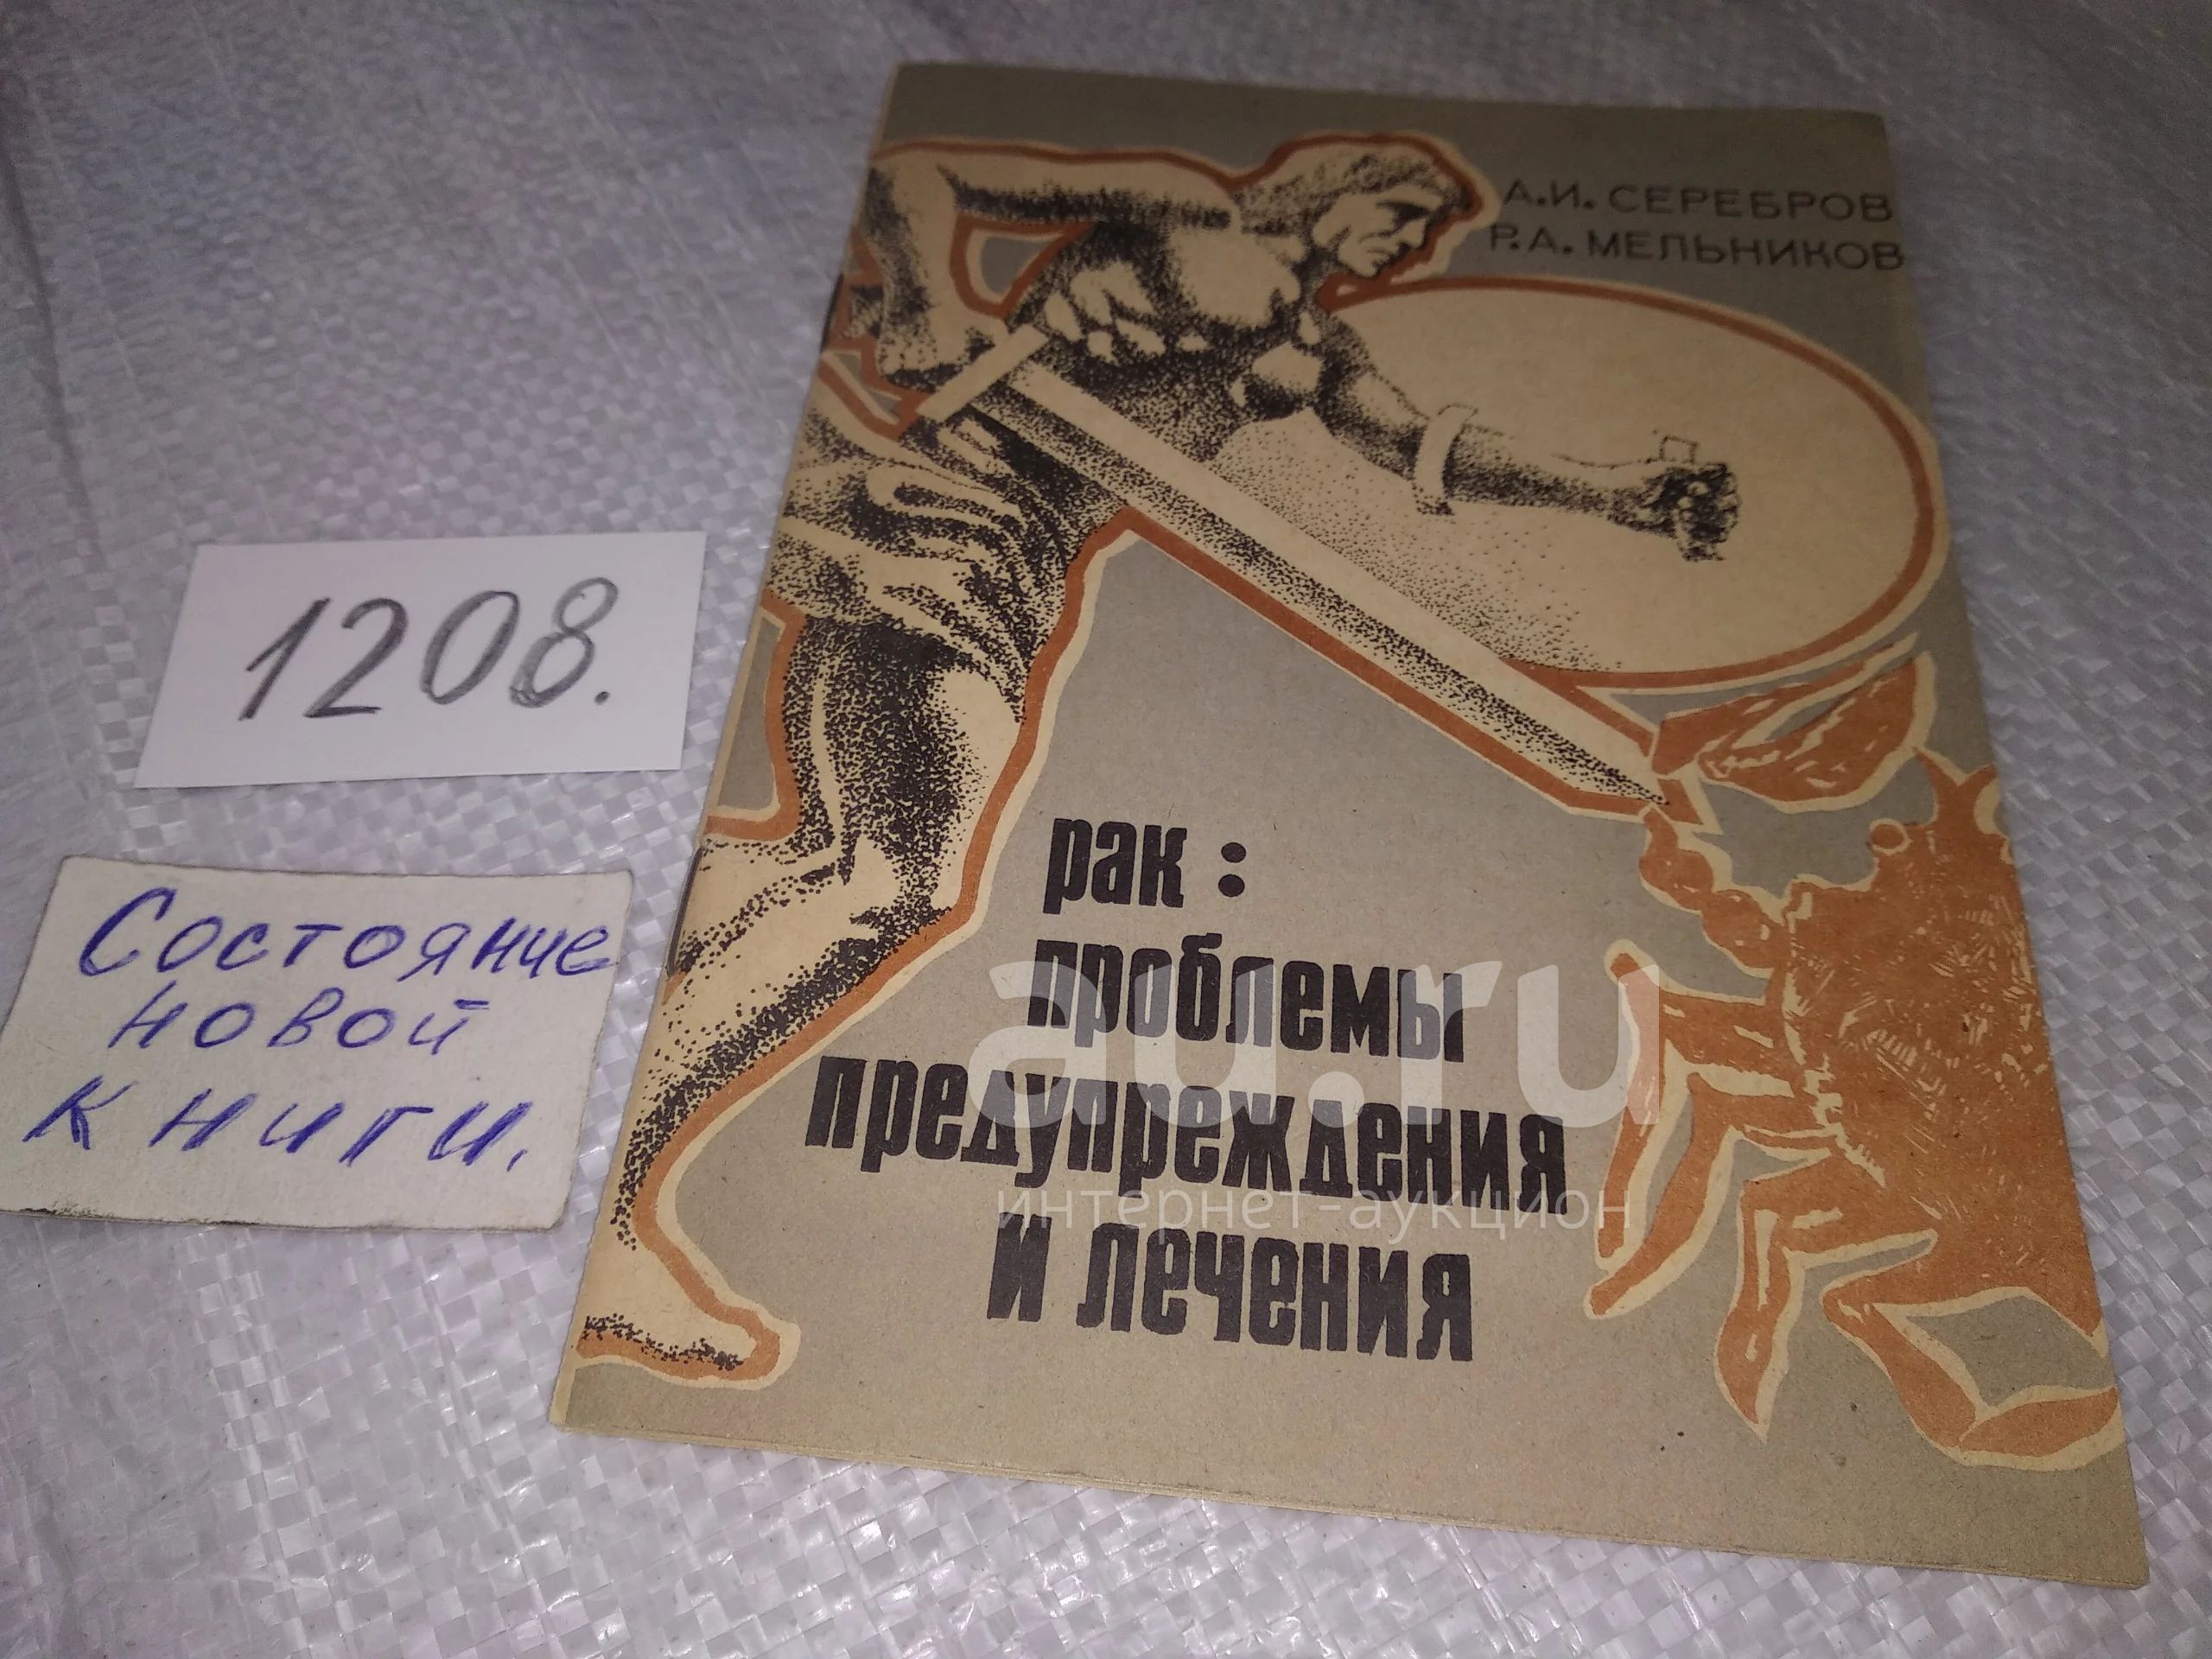 А.И. СЕРЕБРОВ
Р.А. МЕЛЬНИКОВ
1208.
Состояние
новой
книги.
рак:
проблемы
предупреждения
и лечения
au.ru
интернет-аукцион